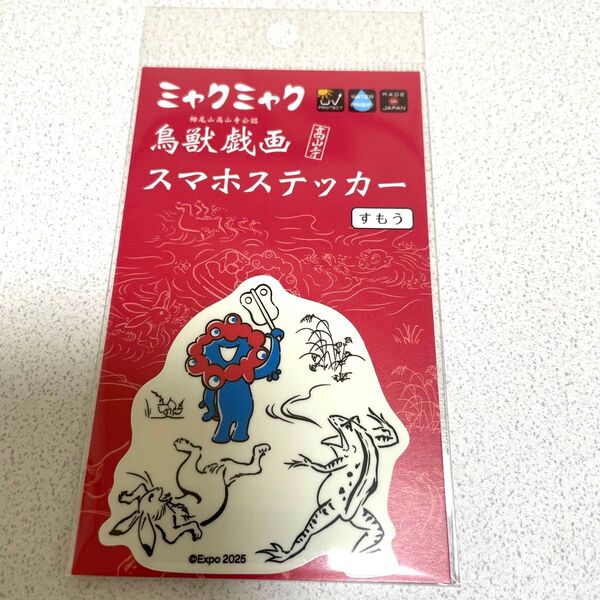 ミャクミャク
UV
PROTECT
WATER
PROOF
MADE
in
JAPAN
栂尾山高山寺公認
鳥獣戯画
高山寺
スマホステッカー
すもう
©Expo 2025